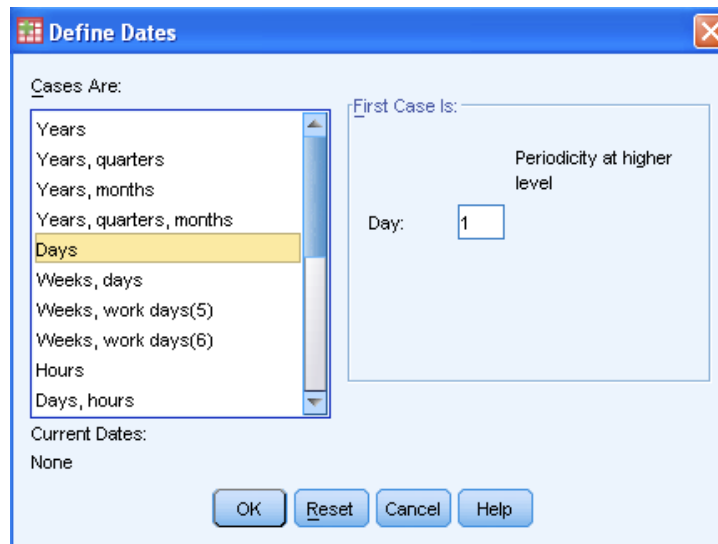 Define Dates
Cases Are:
Years
Years, quarters
Years, months
Years, quarters, months
Days
Weeks, days
Weeks, work days(5)
Weeks, work days(6)
Hours
Days, hours
Current Dates:
None
First Case Is:
Periodicity at higher
level
Day: 1
OK Reset Cancel Help